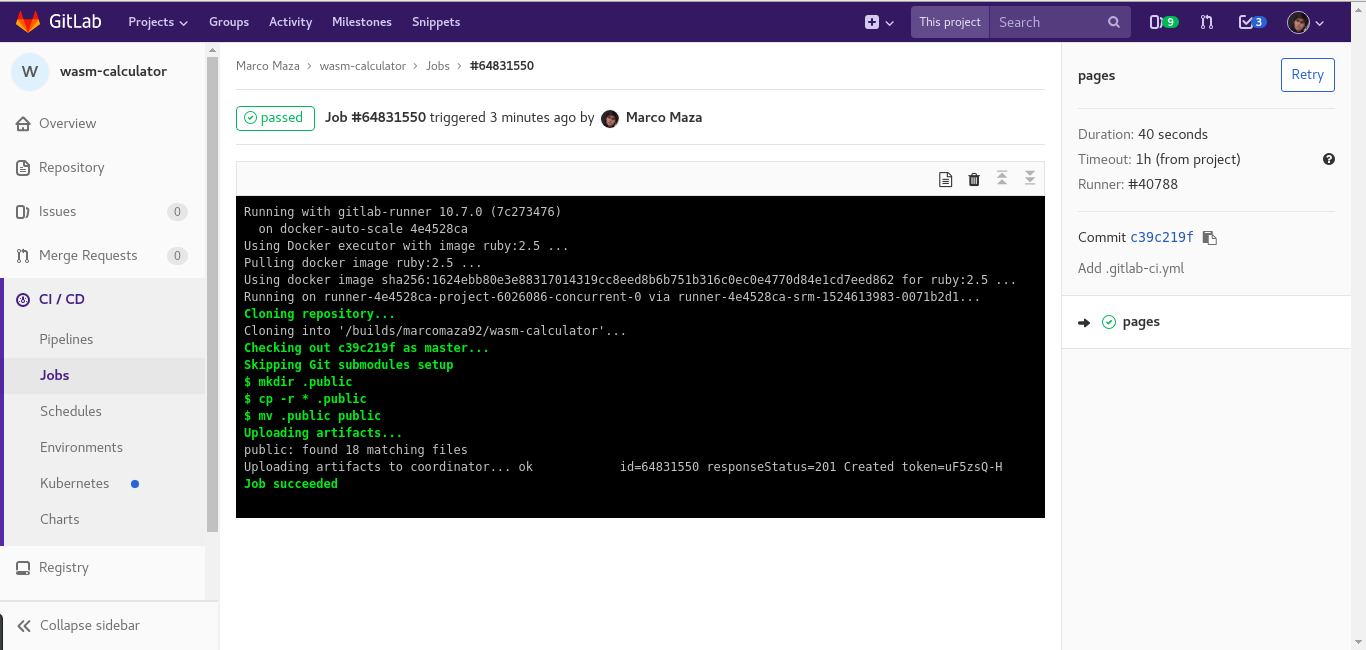 GitLab Projects Groups Activity Milestones Snippets This project Search 9 3
W wasm-calculator
Overview
Repository
Issues 0
Merge Requests 0
CI / CD
Pipelines
Jobs
Schedules
Environments
Kubernetes
Charts
Registry
Collapse sidebar
Marco Maza > wasm-calculator > Jobs > #64831550
passed Job #64831550 triggered 3 minutes ago by Marco Maza
Running with gitlab-runner 10.7.0 (7c273476)
on docker-auto-scale 4e4528ca
Using Docker executor with image ruby:2.5 ...
Pulling docker image ruby:2.5 ...
Using docker image sha256:1624ebb80e3e88317014319cc8eed8b6b751b316c0ec0e4770d84e1cd7eed862 for ruby:2.5 ...
Running on runner-4e4528ca-project-6026086-concurrent-0 via runner-4e4528ca-srm-1524613983-0071b2d1...
Cloning repository...
Cloning into '/builds/marcomaza92/wasm-calculator'...
Checking out c39c219f as master...
Skipping Git submodules setup
$ mkdir .public
$ cp -r * .public
$ mv .public public
Uploading artifacts...
public: found 18 matching files
Uploading artifacts to coordinator... ok id=64831550 responseStatus=201 Created token=uF5zsQ-H
Job succeeded
pages Retry
Duration: 40 seconds
Timeout: 1h (from project) ?
Runner: #40788
Commit c39c219f
Add .gitlab-ci.yml
pages